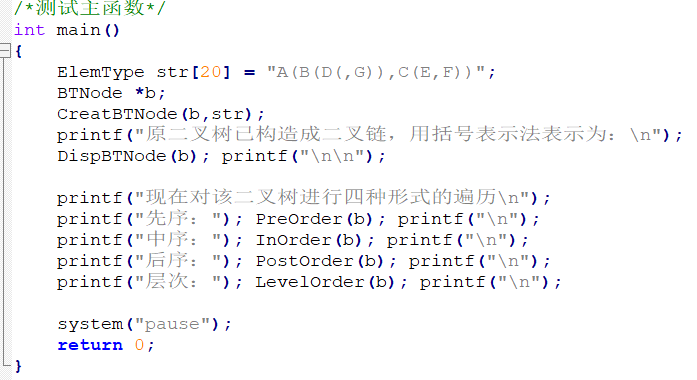 /*测试主函数*/
int main()
{
    ElemType str[20] = "A(B(D(,G)),C(E,F))";
    BTNode *b;
    CreatBTNode(b,str);
    printf("原二叉树已构造成二叉链，用括号表示法表示为：\n");
    DispBTNode(b); printf("\n\n");

    printf("现在对该二叉树进行四种形式的遍历\n");
    printf("先序："); PreOrder(b); printf("\n");
    printf("中序："); InOrder(b); printf("\n");
    printf("后序："); PostOrder(b); printf("\n");
    printf("层次："); LevelOrder(b); printf("\n");

    system("pause");
    return 0;
}